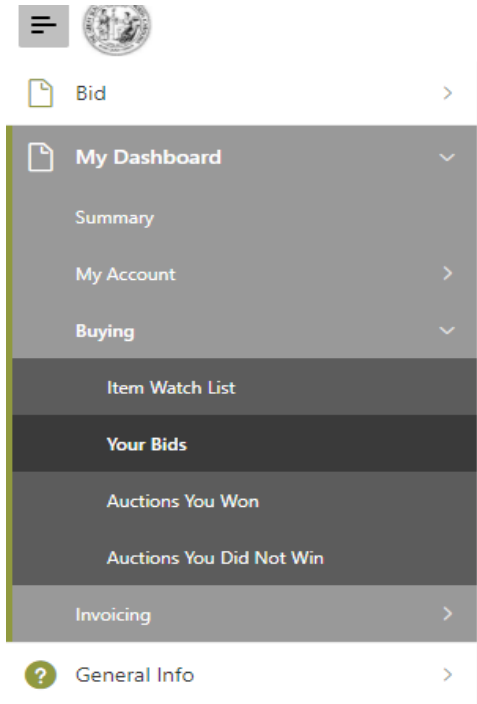 Bid
My Dashboard
Summary
My Account
Buying
Item Watch List
Your Bids
Auctions You Won
Auctions You Did Not Win
Invoicing
General Info